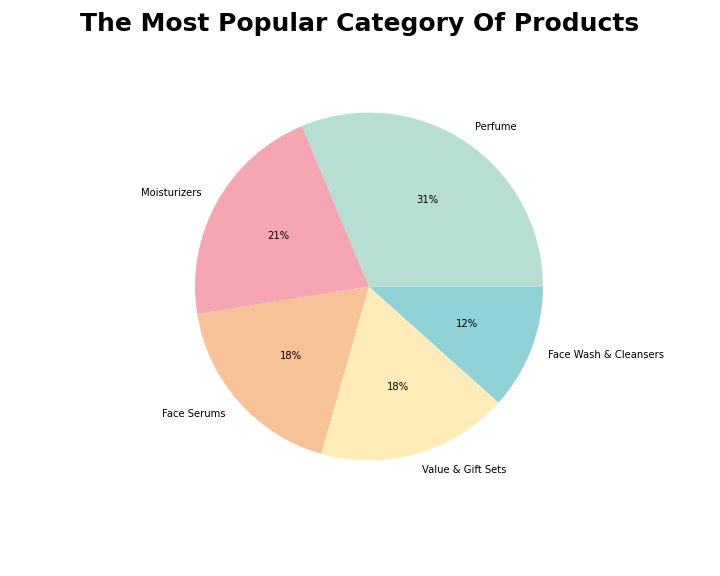 The Most Popular Category Of Products
Perfume
31%
Moisturizers
21%
Face Serums
18%
Value & Gift Sets
18%
Face Wash & Cleansers
12%